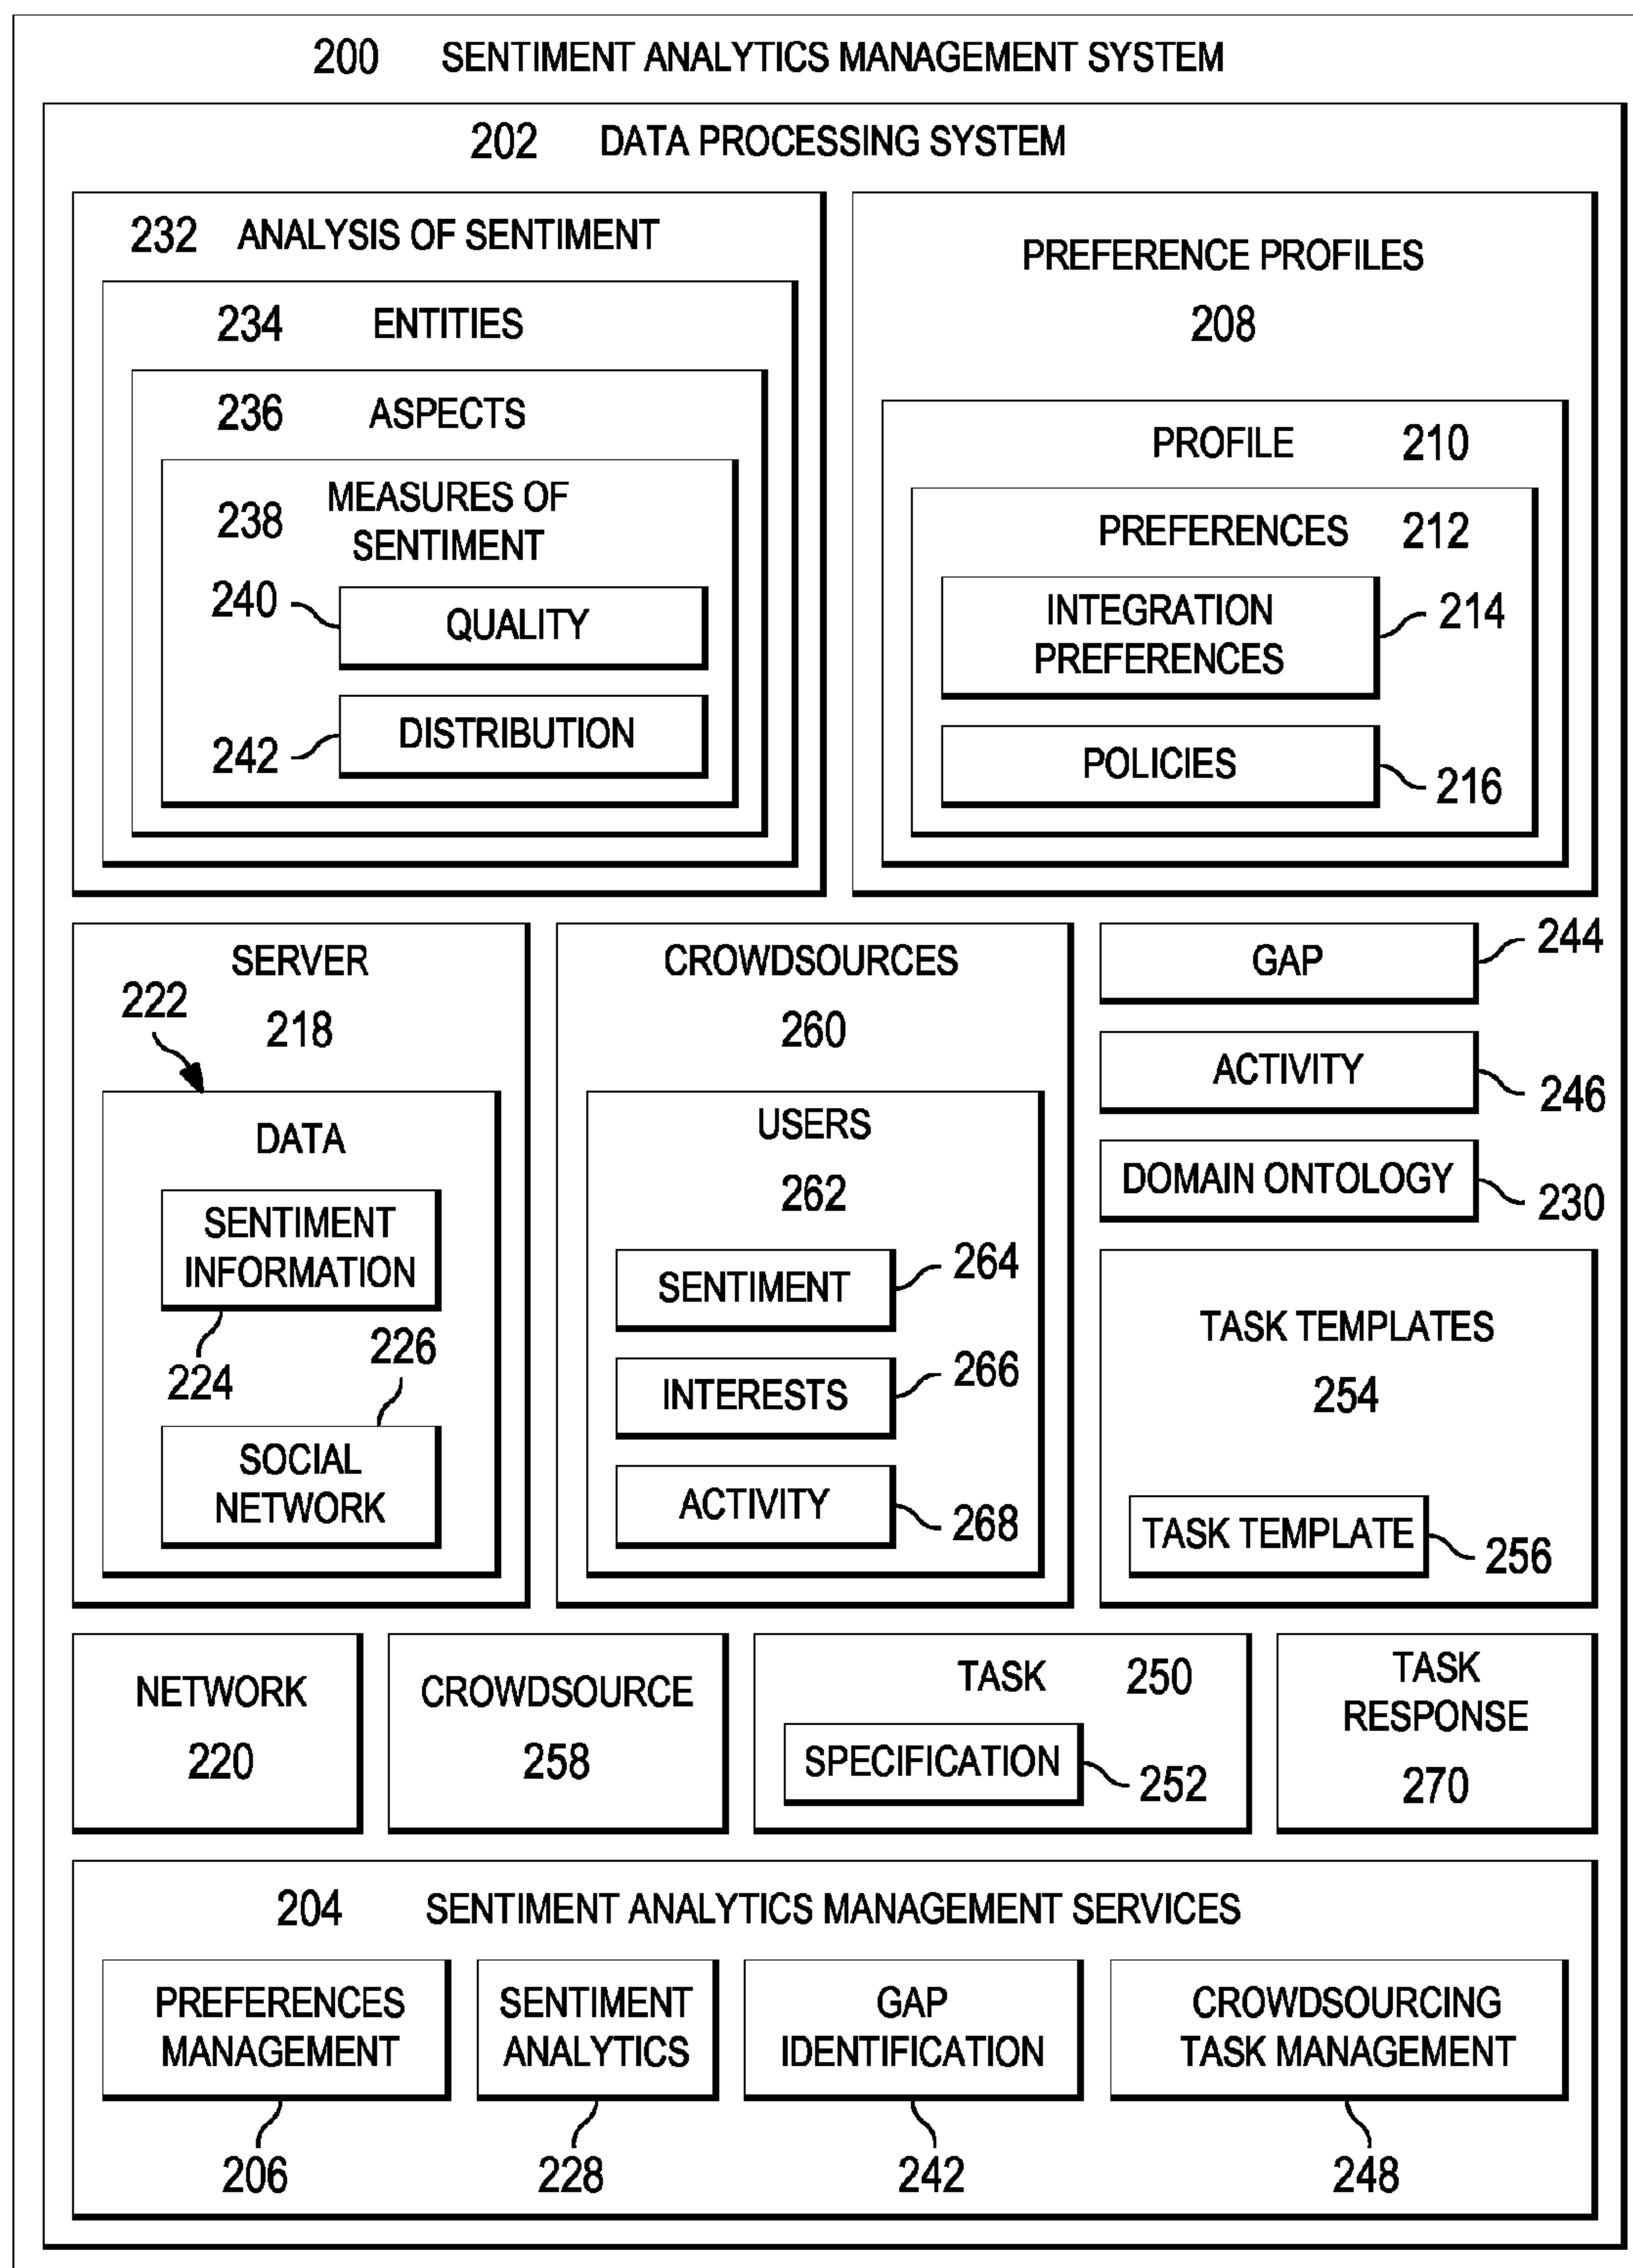 200 SENTIMENT ANALYTICS MANAGEMENT SYSTEM
202 DATA PROCESSING SYSTEM
232 ANALYSIS OF SENTIMENT
234 ENTITIES
236 ASPECTS
238 MEASURES OF
SENTIMENT
240
QUALITY
242
DISTRIBUTION
PREFERENCE PROFILES
208
PROFILE 210
PREFERENCES 212
INTEGRATION
PREFERENCES
214
POLICIES
216
SERVER
218
222
DATA
SENTIMENT
INFORMATION
224
226
SOCIAL
NETWORK
CROWDSOURCES
260
USERS
262
SENTIMENT
264
INTERESTS
266
ACTIVITY
268
GAP
244
ACTIVITY
246
DOMAIN ONTOLOGY
230
TASK TEMPLATES
254
TASK TEMPLATE
256
NETWORK
220
CROWDSOURCE
258
TASK 250
SPECIFICATION
252
TASK
RESPONSE
270
204 SENTIMENT ANALYTICS MANAGEMENT SERVICES
PREFERENCES
MANAGEMENT
206
SENTIMENT
ANALYTICS
228
GAP
IDENTIFICATION
242
CROWDSOURCING
TASK MANAGEMENT
248